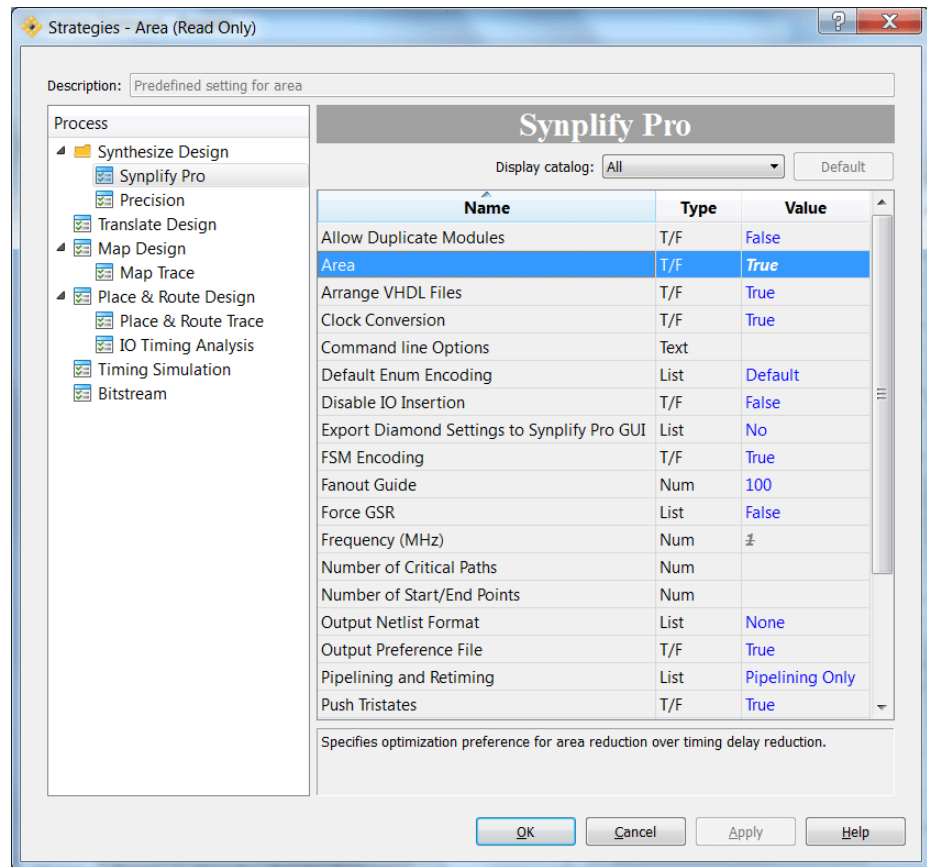 Strategies - Area (Read Only)
Description: Predefined setting for area
Process
Synthesize Design
Synplify Pro
Precision
Translate Design
Map Design
Map Trace
Place & Route Design
Place & Route Trace
IO Timing Analysis
Timing Simulation
Bitstream
Synplify Pro
Display catalog: All Default
Name Type Value
Allow Duplicate Modules T/F False
Area T/F True
Arrange VHDL Files T/F True
Clock Conversion T/F True
Command line Options Text
Default Enum Encoding List Default
Disable IO Insertion T/F False
Export Diamond Settings to Synplify Pro GUI List No
FSM Encoding T/F True
Fanout Guide Num 100
Force GSR List False
Frequency (MHz) Num 1
Number of Critical Paths Num
Number of Start/End Points Num
Output Netlist Format List None
Output Preference File T/F True
Pipelining and Retiming List Pipelining Only
Push Tristates T/F True
Specifies optimization preference for area reduction over timing delay reduction.
OK Cancel Apply Help